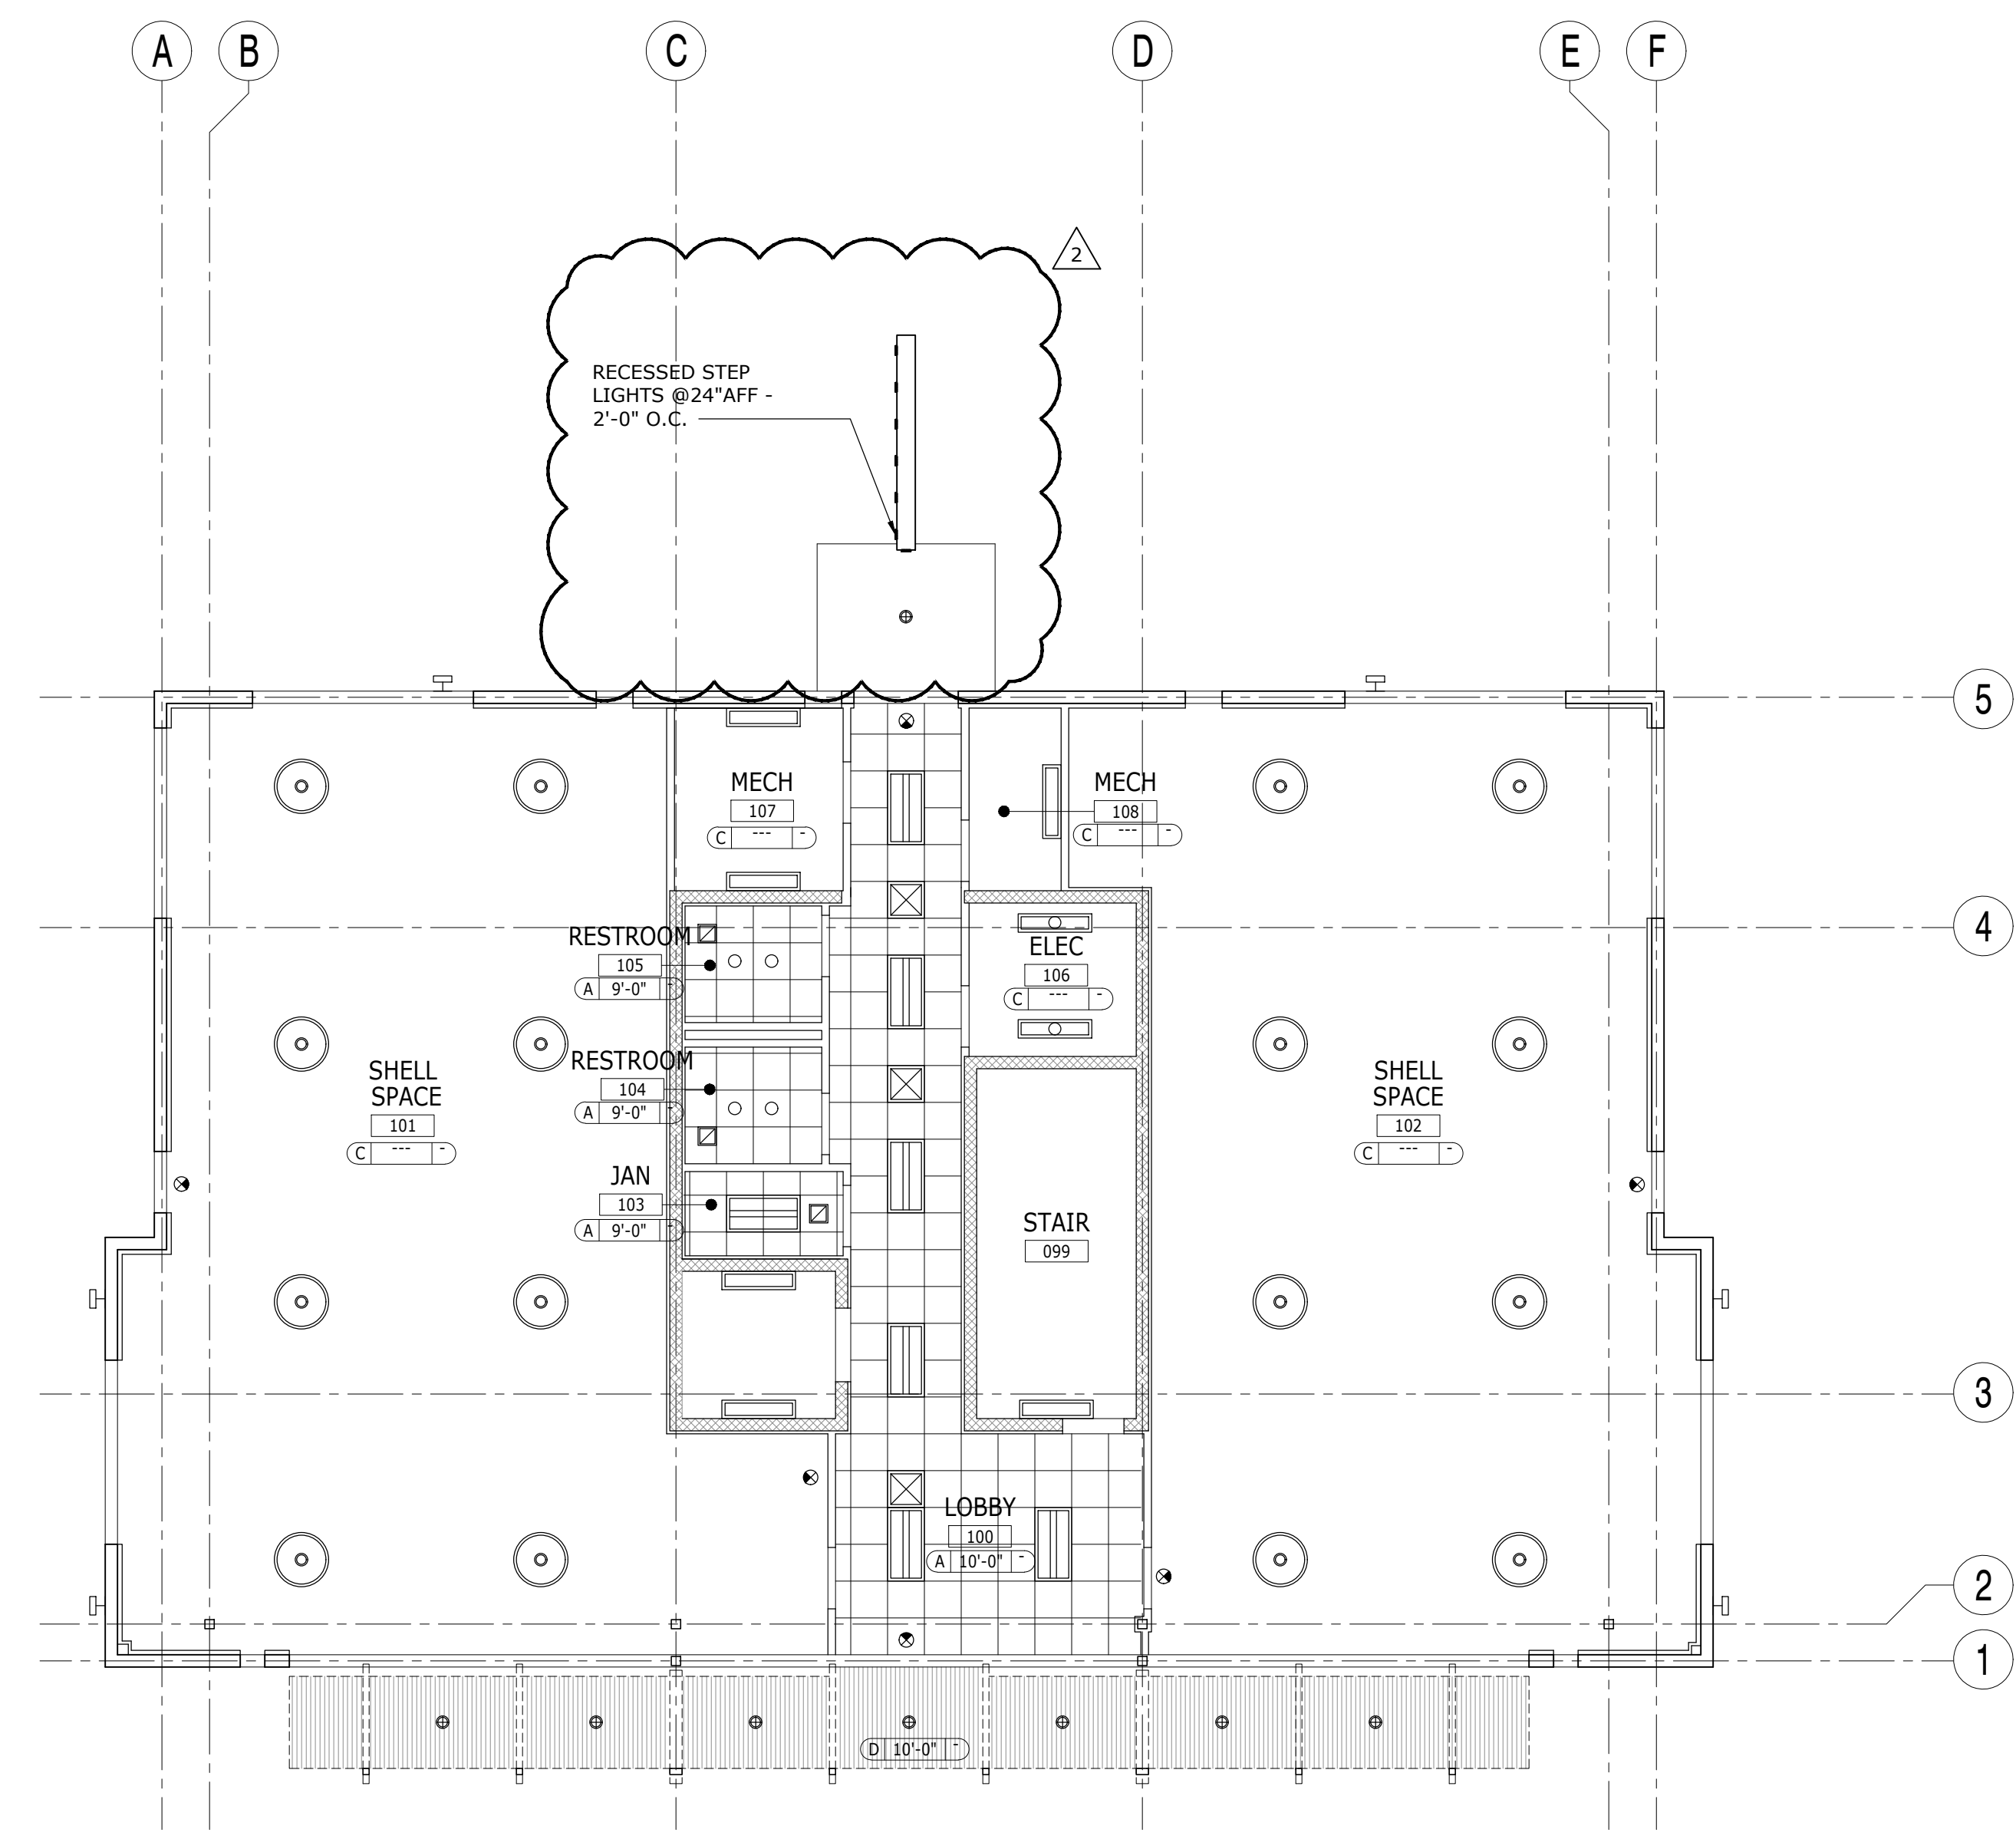 A
B
C
D
E
F
2
RECESSED STEP
LIGHTS @24"AFF -
2'-0" O.C.
5
MECH
107
C --- -
MECH
108
C --- -
4
RESTROOM
105
A 9'-0" -
ELEC
106
C --- -
RESTROOM
104
A 9'-0" -
SHELL
SPACE
101
C --- -
SHELL
SPACE
102
C --- -
JAN
103
A 9'-0" -
STAIR
099
3
LOBBY
100
A 10'-0" -
2
1
D 10'-0" -